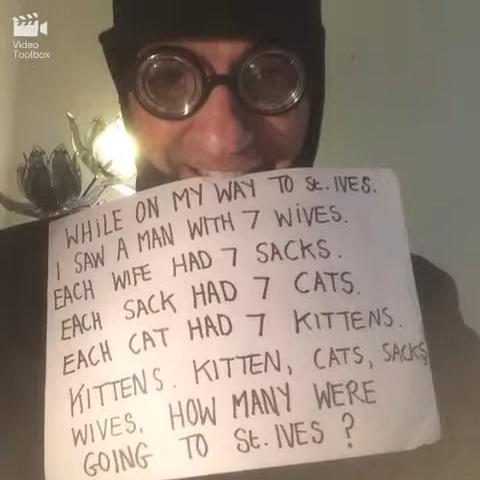 Video
Toolbox
WHILE ON MY WAY TO St. IVES.
I SAW A MAN WITH 7 WIVES.
EACH WIFE HAD 7 SACKS.
EACH SACK HAD 7 CATS.
EACH CAT HAD 7 KITTENS.
KITTENS. KITTEN, CATS, SACKS
WIVES. HOW MANY WERE
GOING TO St. IVES ?